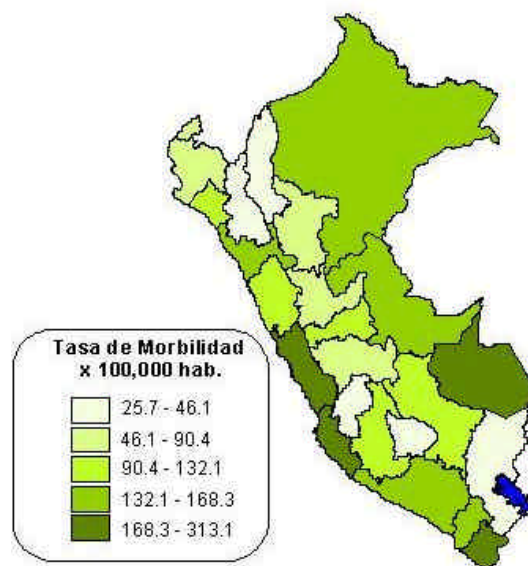 Tasa de Morbilidad
x 100,000 hab.
25.7 - 46.1
46.1 - 90.4
90.4 - 132.1
132.1 - 168.3
168.3 - 313.1